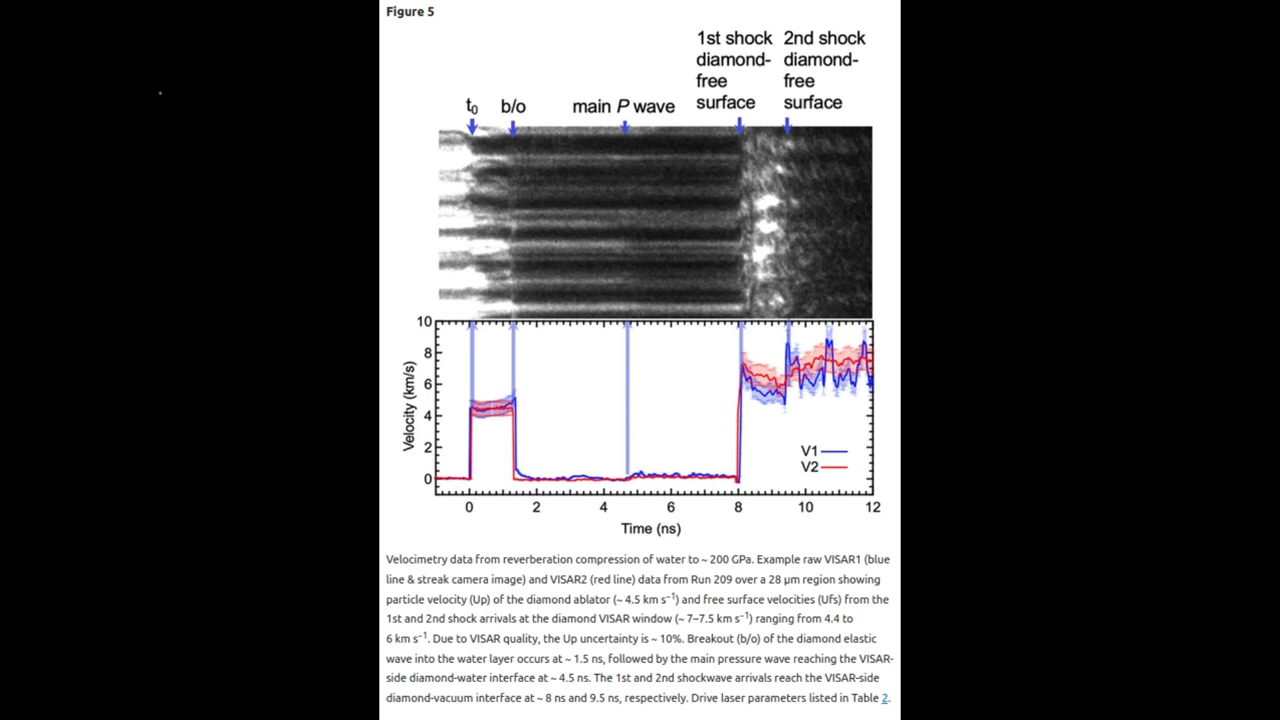 Figure 5
1st shock
diamond-
free
surface
2nd shock
diamond-
free
surface
t0
b/o
main P wave
10
8
6
4
2
0
Velocity (km/s)
V1
V2
0 2 4 6 8 10 12
Time (ns)
Velocimetry data from reverberation compression of water to ~ 200 GPa. Example raw VISAR1 (blue
line & streak camera image) and VISAR2 (red line) data from Run 209 over a 28 μm region showing
particle velocity (Up) of the diamond ablator (~ 4.5 km s−1) and free surface velocities (Ufs) from the
1st and 2nd shock arrivals at the diamond VISAR window (~ 7–7.5 km s−1) ranging from 4.4 to
6 km s−1. Due to VISAR quality, the Up uncertainty is ~ 10%. Breakout (b/o) of the diamond elastic
wave into the water layer occurs at ~ 1.5 ns, followed by the main pressure wave reaching the VISAR-
side diamond-water interface at ~ 4.5 ns. The 1st and 2nd shockwave arrivals reach the VISAR-side
diamond-vacuum interface at ~ 8 ns and 9.5 ns, respectively. Drive laser parameters listed in Table 2.